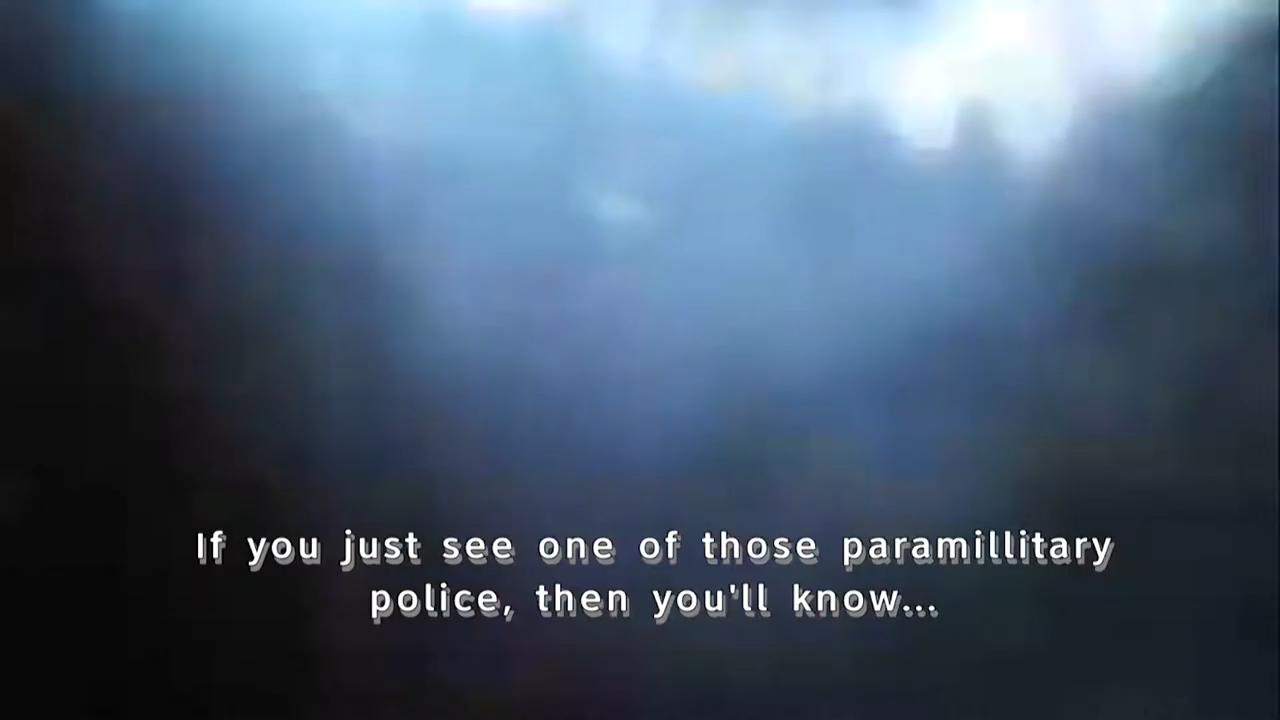 If you just see one of those paramillitary
police, then you'll know...